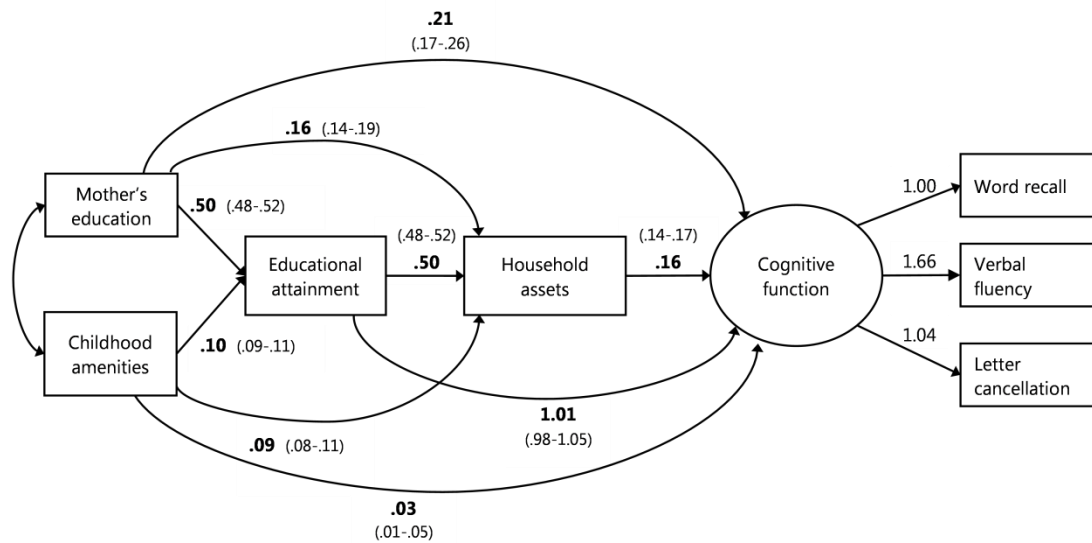 .21
(.17-.26)
.16 (.14-.19)
Mother's
education
.50 (.48-.52)
Childhood
amenities
.10 (.09-.11)
Educational
attainment
(.48-.52)
.50
Household
assets
(.14-.17)
.16
Cognitive
function
1.00
Word recall
1.66
Verbal
fluency
1.04
Letter
cancellation
1.01
(.98-1.05)
.09 (.08-.11)
.03
(.01-.05)